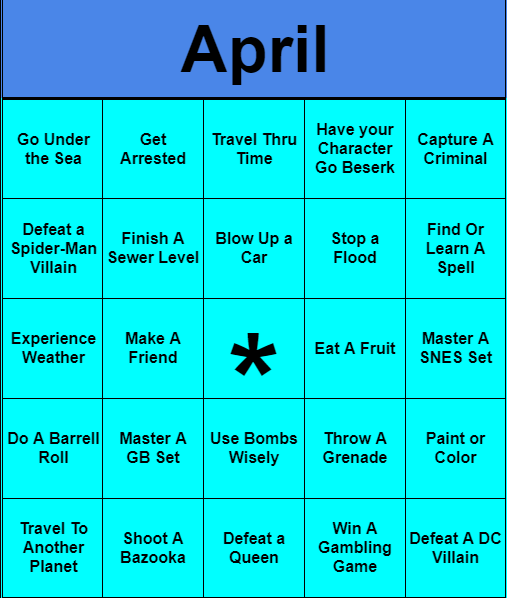 April
Go Under
the Sea
Get
Arrested
Travel Thru
Time
Have your
Character
Go Beserk
Capture A
Criminal
Defeat a
Spider-Man
Villain
Finish A
Sewer Level
Blow Up a
Car
Stop a
Flood
Find Or
Learn A
Spell
Experience
Weather
Make A
Friend
*
Eat A Fruit
Master A
SNES Set
Do A Barrell
Roll
Master A
GB Set
Use Bombs
Wisely
Throw A
Grenade
Paint or
Color
Travel To
Another
Planet
Shoot A
Bazooka
Defeat a
Queen
Win A
Gambling
Game
Defeat A DC
Villain